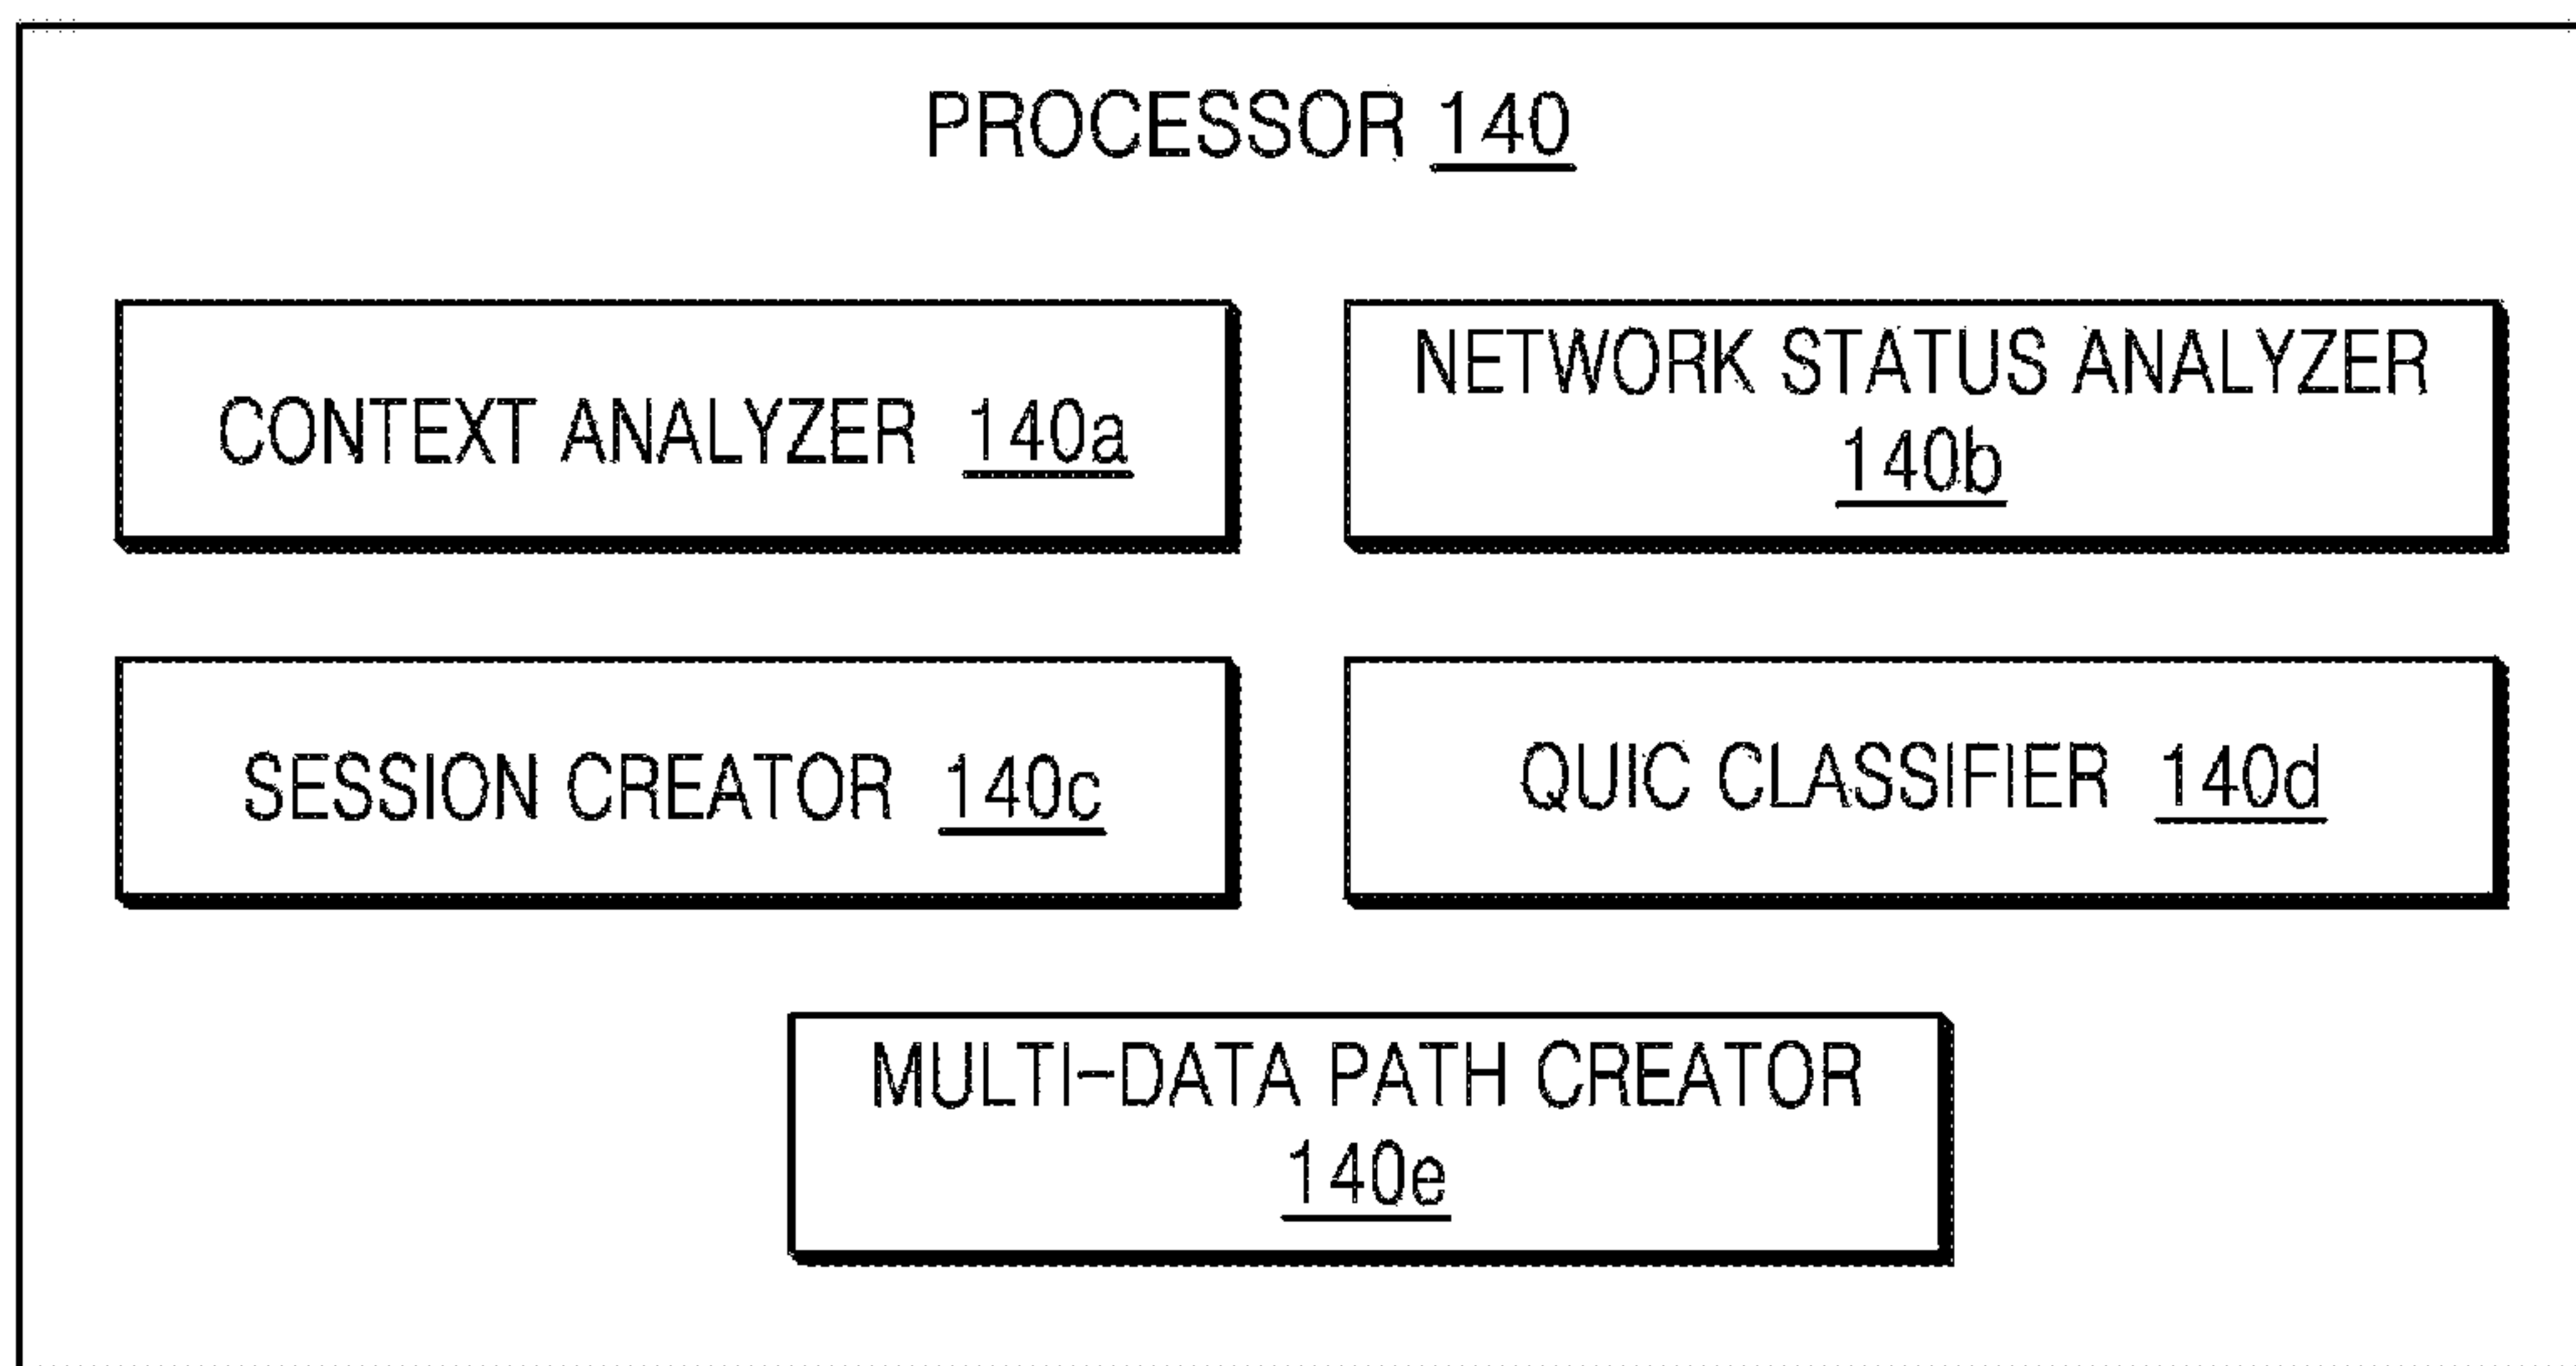 PROCESSOR 140
CONTEXT ANALYZER 140a
NETWORK STATUS ANALYZER
140b
SESSION CREATOR 140c
QUIC CLASSIFIER 140d
MULTI-DATA PATH CREATOR
140e